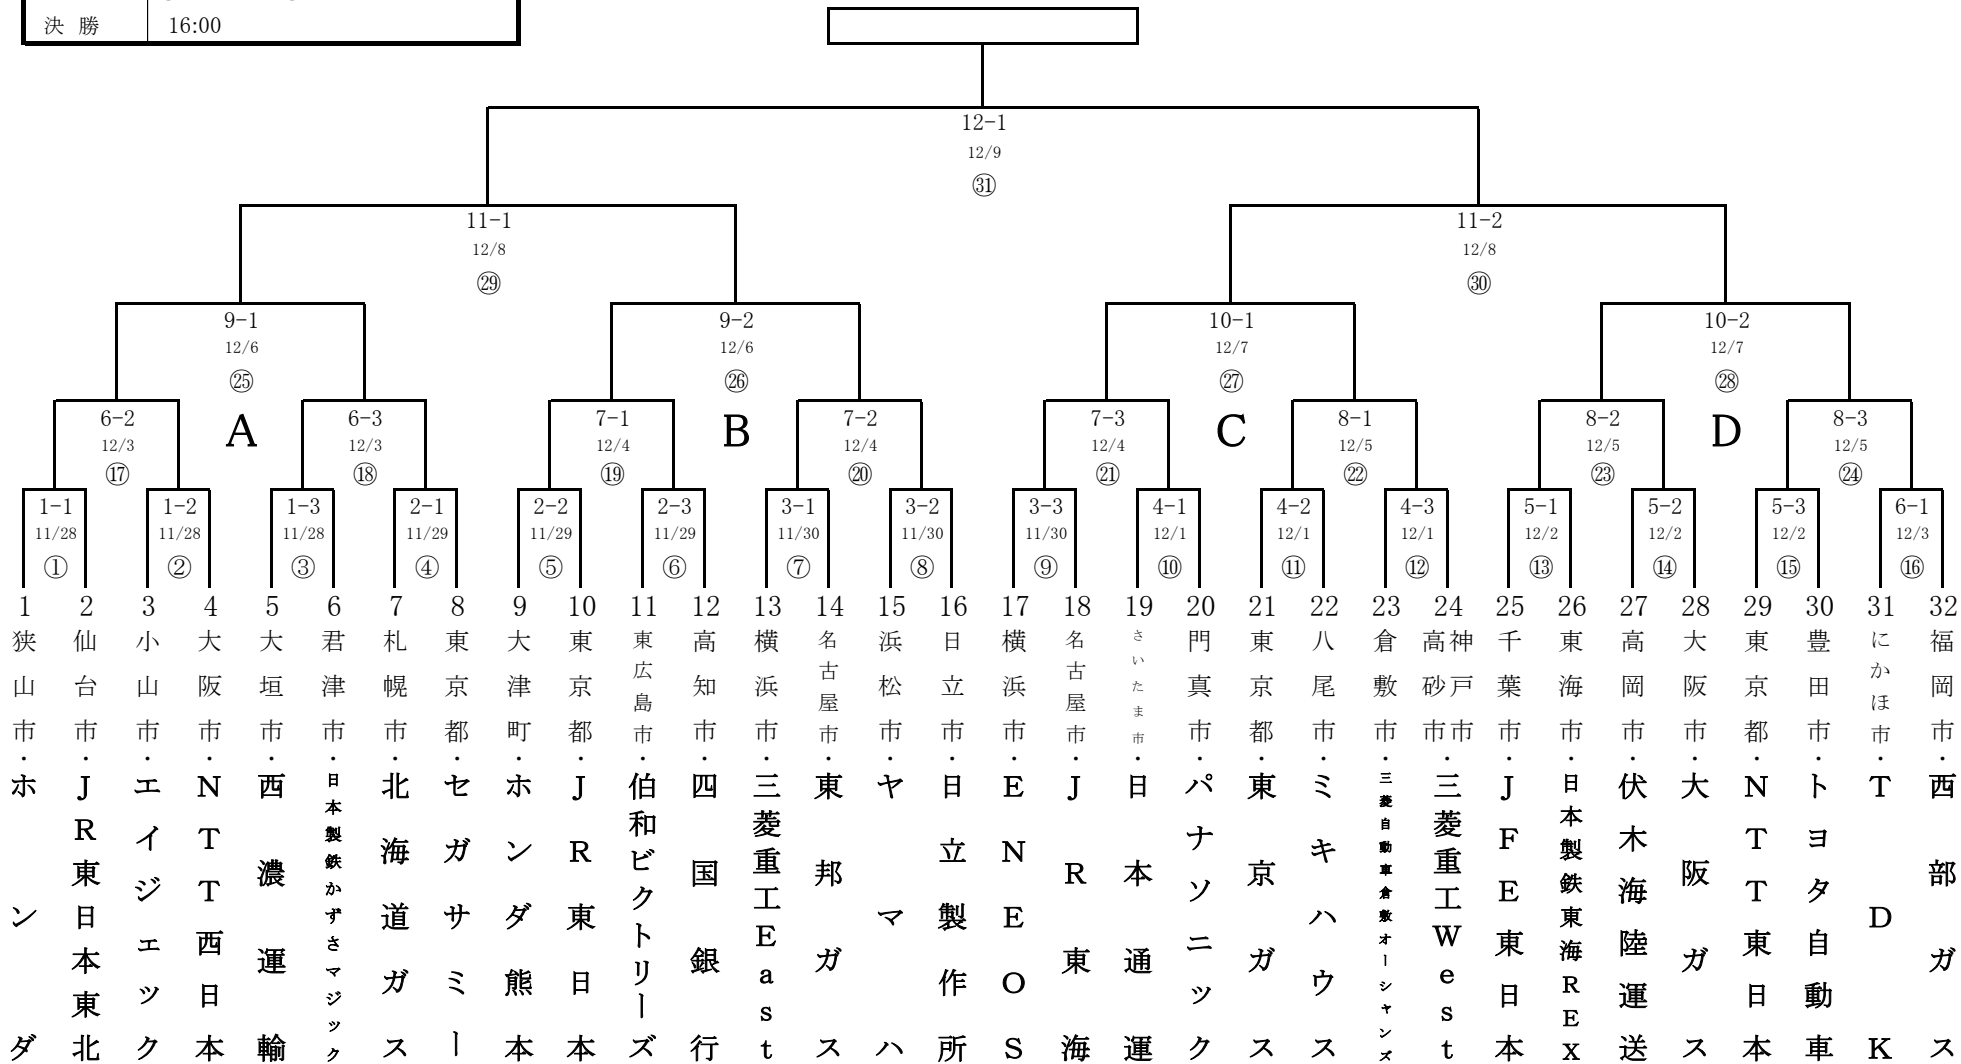 決 勝 16:00
12-1
12/9
㉛
11-1 11-2
12/8 12/8
㉙ ㉚
9-1 9-2 10-1 10-2
12/6 12/6 12/7 12/7
㉕ ㉖ ㉗ ㉘
A B C D
6-2 6-3 7-1 7-2 7-3 8-1 8-2 8-3
12/3 12/3 12/4 12/4 12/4 12/5 12/5 12/5
⑰ ⑱ ⑲ ⑳ ㉑ ㉒ ㉓ ㉔
1-1 1-2 1-3 2-1 2-2 2-3 3-1 3-2 3-3 4-1 4-2 4-3 5-1 5-2 5-3 6-1
11/28 11/28 11/28 11/29 11/29 11/29 11/30 11/30 11/30 12/1 12/1 12/1 12/2 12/2 12/2 12/3
① ② ③ ④ ⑤ ⑥ ⑦ ⑧ ⑨ ⑩ ⑪ ⑫ ⑬ ⑭ ⑮ ⑯
1 2 3 4 5 6 7 8 9 10 11 12 13 14 15 16 17 18 19 20 21 22 23 24 25 26 27 28 29 30 31 32
狭山市・ホンダ
仙台市・JR東日本東北
小山市・エイジェック
大阪市・NTT西日本
大垣市・西濃運輸
君津市・日本製鉄かずさマジック
札幌市・北海道ガス
東京都・セガサミー
大津町・ホンダ熊本
東京都・JR東日本
東広島市・伯和ビクトリーズ
高知市・四国銀行
横浜市・三菱重工East
名古屋市・東邦ガス
浜松市・ヤマハ
日立市・日立製作所
横浜市・ENEOS
名古屋市・JR東海
さいたま市・日本通運
門真市・パナソニック
東京都・東京ガス
八尾市・ミキハウス
倉敷市・三菱自動車倉敷オーシャンズ
神戸市
高砂市・三菱重工West
千葉市・JFE東日本
東海市・日本製鉄東海REX
高岡市・伏木海陸運送
大阪市・大阪ガス
東京都・NTT東日本
豊田市・トヨタ自動車
にかほ市・TDK
福岡市・西部ガス